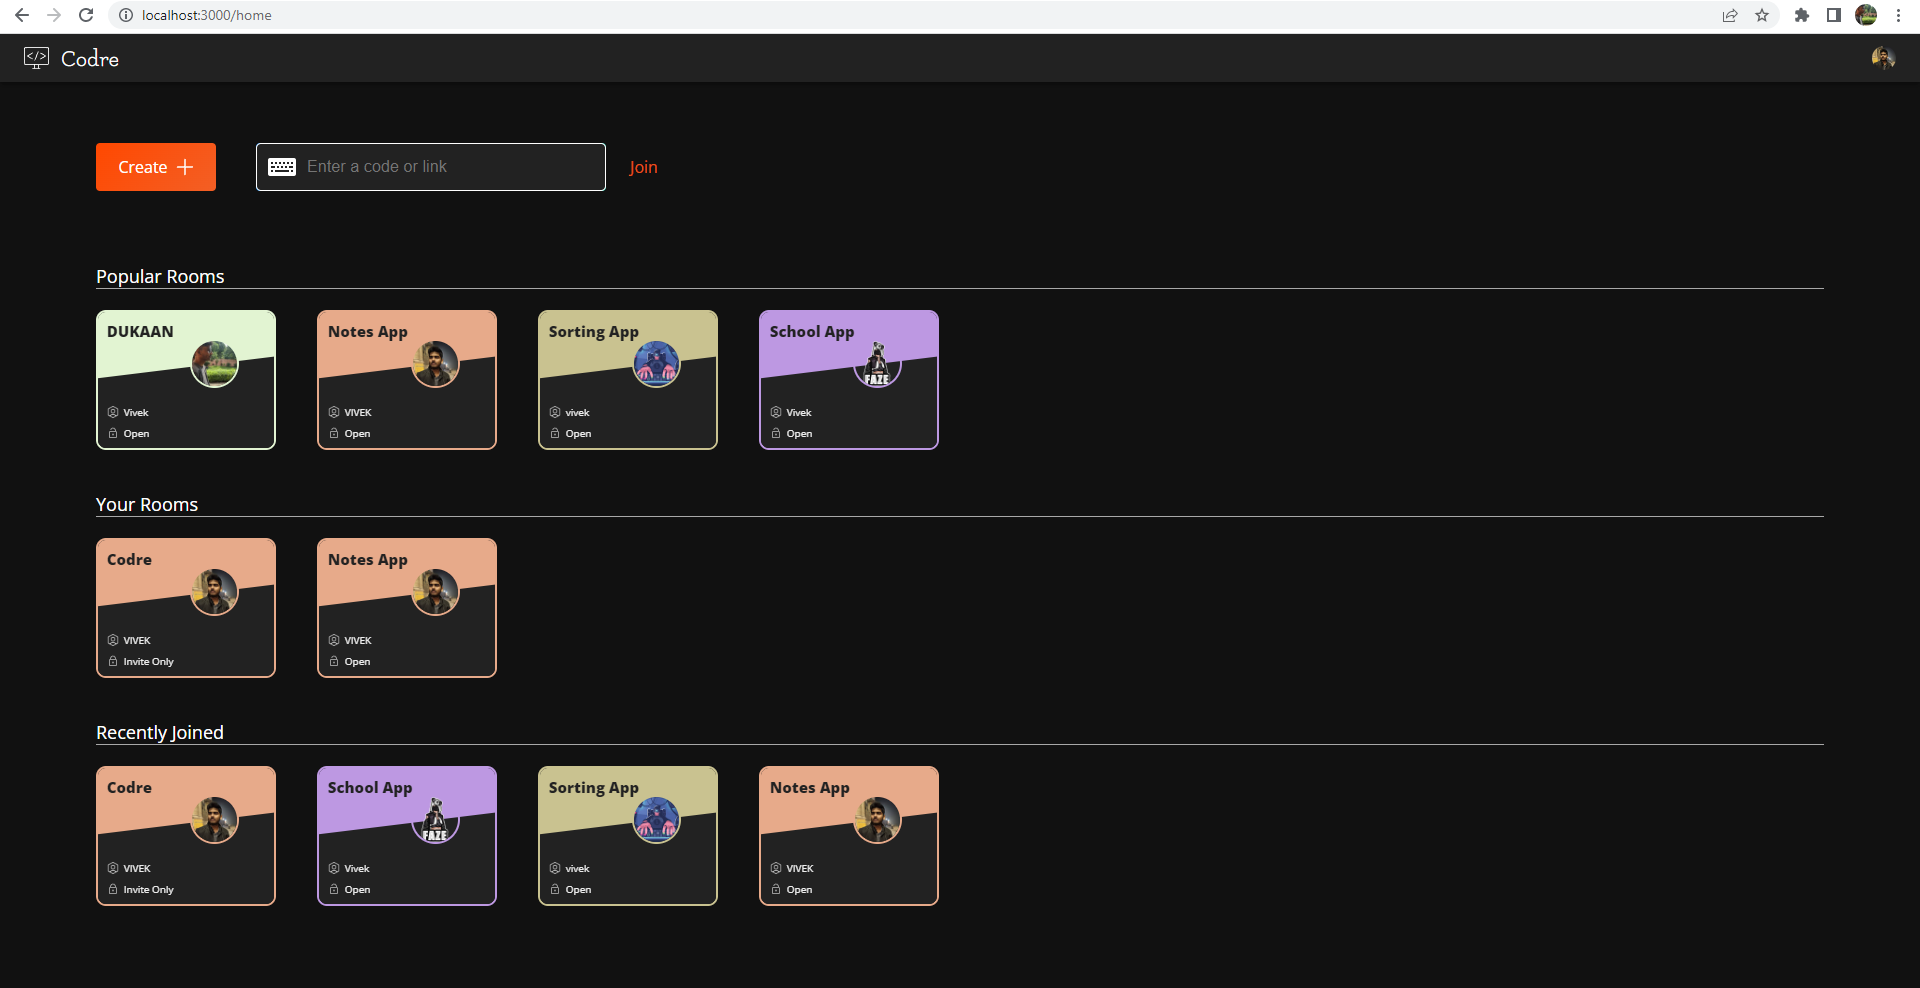 localhost:3000/home
</> Codre
Create +
Enter a code or link
Join
Popular Rooms
DUKAAN
Vivek
Open
Notes App
VIVEK
Open
Sorting App
vivek
Open
School App
FAZE
Vivek
Open
Your Rooms
Codre
VIVEK
Invite Only
Notes App
VIVEK
Open
Recently Joined
Codre
VIVEK
Invite Only
School App
FAZE
Vivek
Open
Sorting App
vivek
Open
Notes App
VIVEK
Open